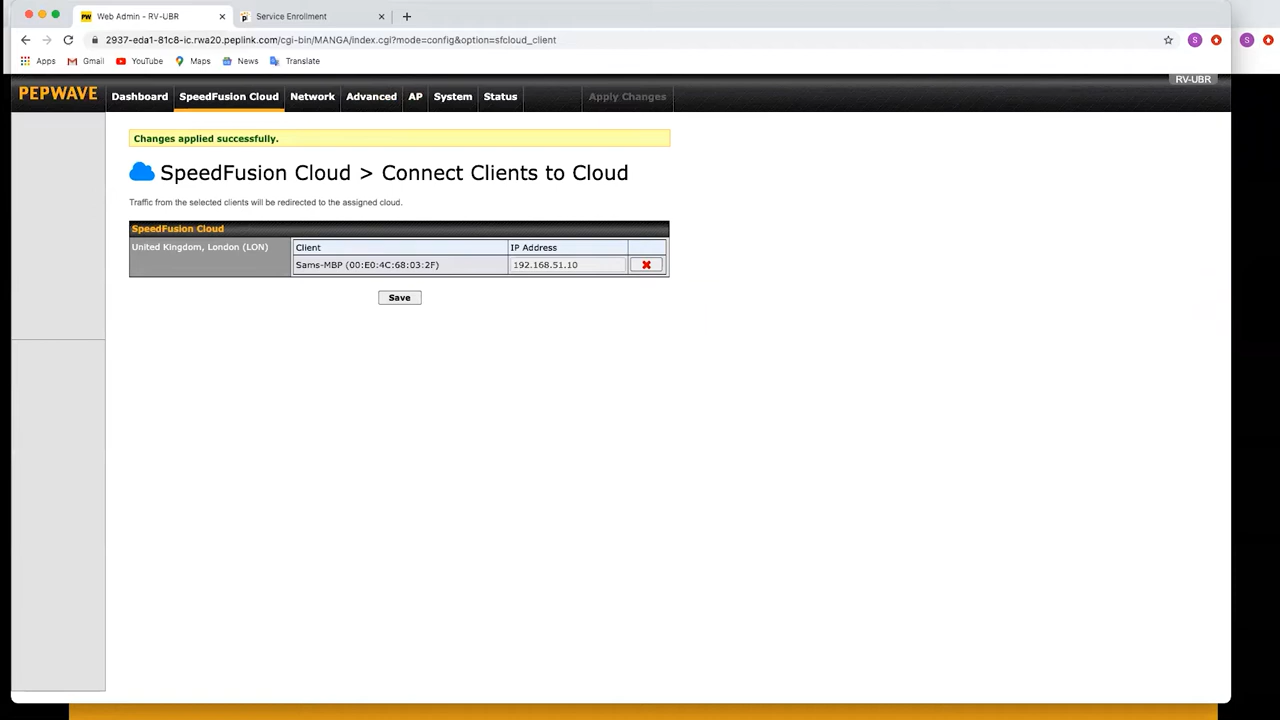 Web Admin - RV-UBR
Service Enrollment
2937-eda1-81c8-ic.rwa20.peplink.com/cgi-bin/MANGA/index.cgi?mode=config&option=sfcloud_client
S
S
Apps Gmail YouTube Maps News Translate
RV-UBR
PEPWAVE Dashboard SpeedFusion Cloud Network Advanced AP System Status Apply Changes
Changes applied successfully.
SpeedFusion Cloud > Connect Clients to Cloud
Traffic from the selected clients will be redirected to the assigned cloud.
SpeedFusion Cloud
United Kingdom, London (LON) Client IP Address
Sams-MBP (00:E0:4C:68:03:2F) 192.168.51.10
Save